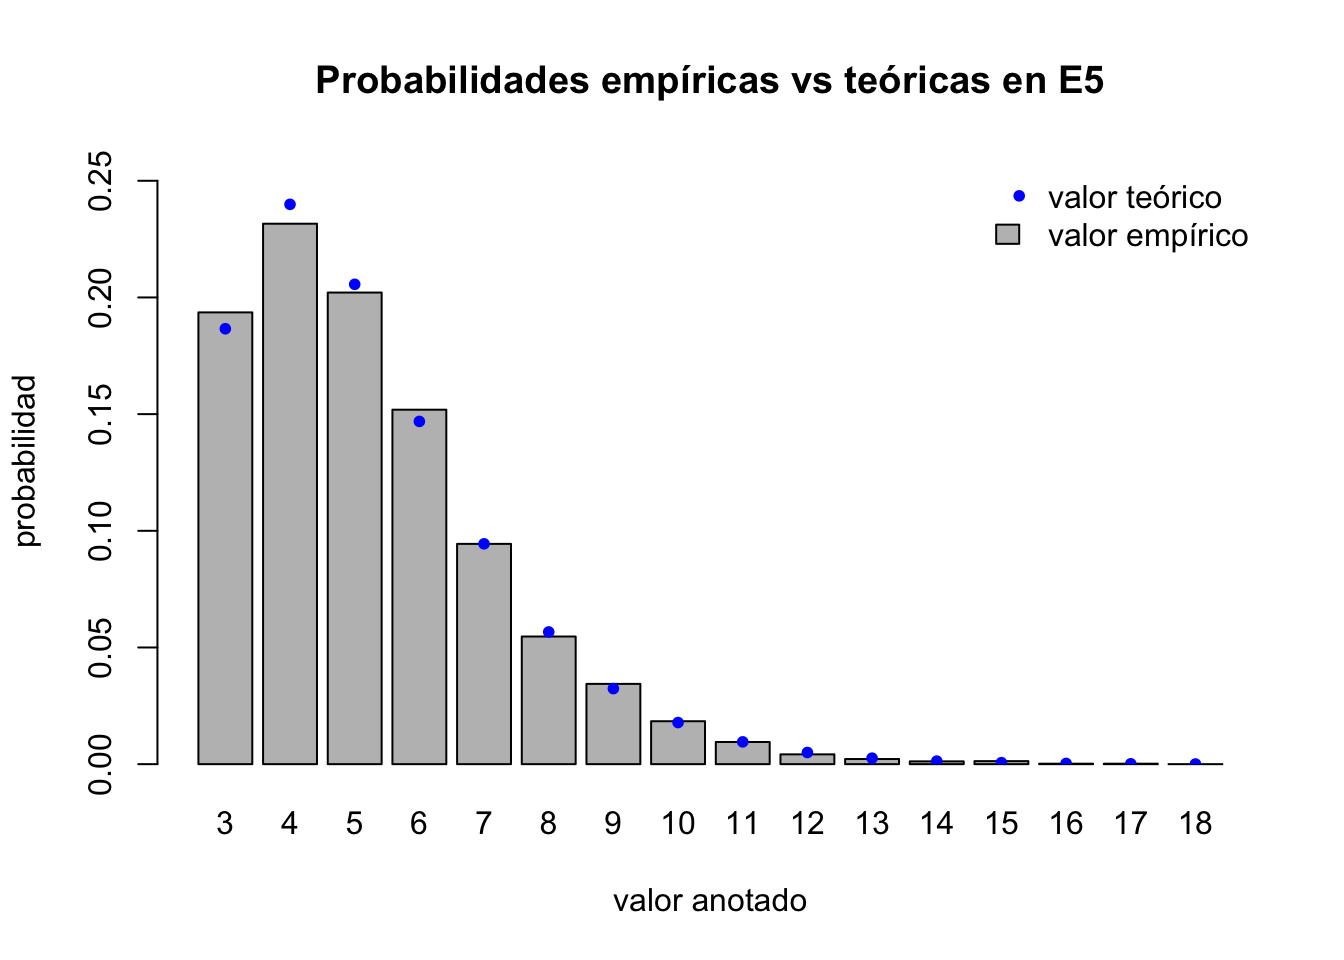 Probabilidades empíricas vs teóricas en E5
valor teórico
valor empírico
probabilidad
0.25
0.20
0.15
0.10
0.05
0.00
3 4 5 6 7 8 9 10 11 12 13 14 15 16 17 18
valor anotado